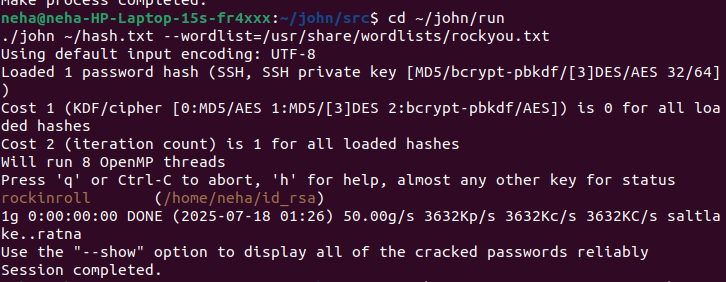 Make process completed.
neha@neha-HP-Laptop-15s-fr4xxx:~/john/src$ cd ~/john/run
./john ~/hash.txt --wordlist=/usr/share/wordlists/rockyou.txt
Using default input encoding: UTF-8
Loaded 1 password hash (SSH, SSH private key [MD5/bcrypt-pbkdf/[3]DES/AES 32/64]
)
Cost 1 (KDF/cipher [0:MD5/AES 1:MD5/[3]DES 2:bcrypt-pbkdf/AES]) is 0 for all loa
ded hashes
Cost 2 (iteration count) is 1 for all loaded hashes
Will run 8 OpenMP threads
Press 'q' or Ctrl-C to abort, 'h' for help, almost any other key for status
rockinroll       (/home/neha/id_rsa)
1g 0:00:00:00 DONE (2025-07-18 01:26) 50.00g/s 3632Kp/s 3632Kc/s 3632KC/s saltla
ke..ratna
Use the "--show" option to display all of the cracked passwords reliably
Session completed.